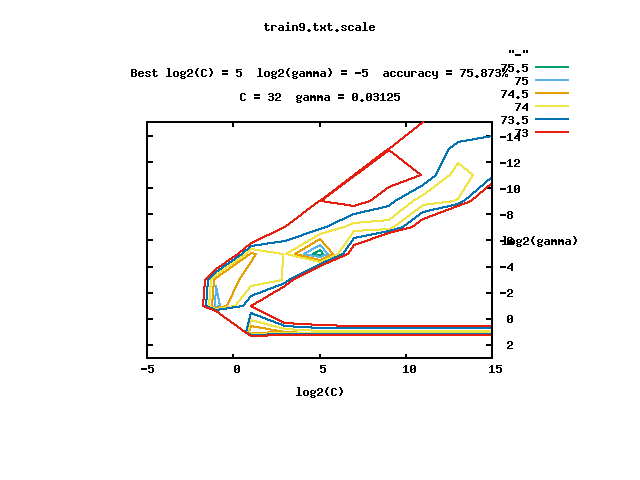 train9.txt.scale
"-"
Best log2(C) = 5 log2(gamma) = -5 accuracy = 75.873%
75.5
75
C = 32 gamma = 0.03125
74.5
74
73.5
73
-14
-12
-10
-8
-6
log2(gamma)
-4
-2
0
2
-5 0 5 10 15
log2(C)